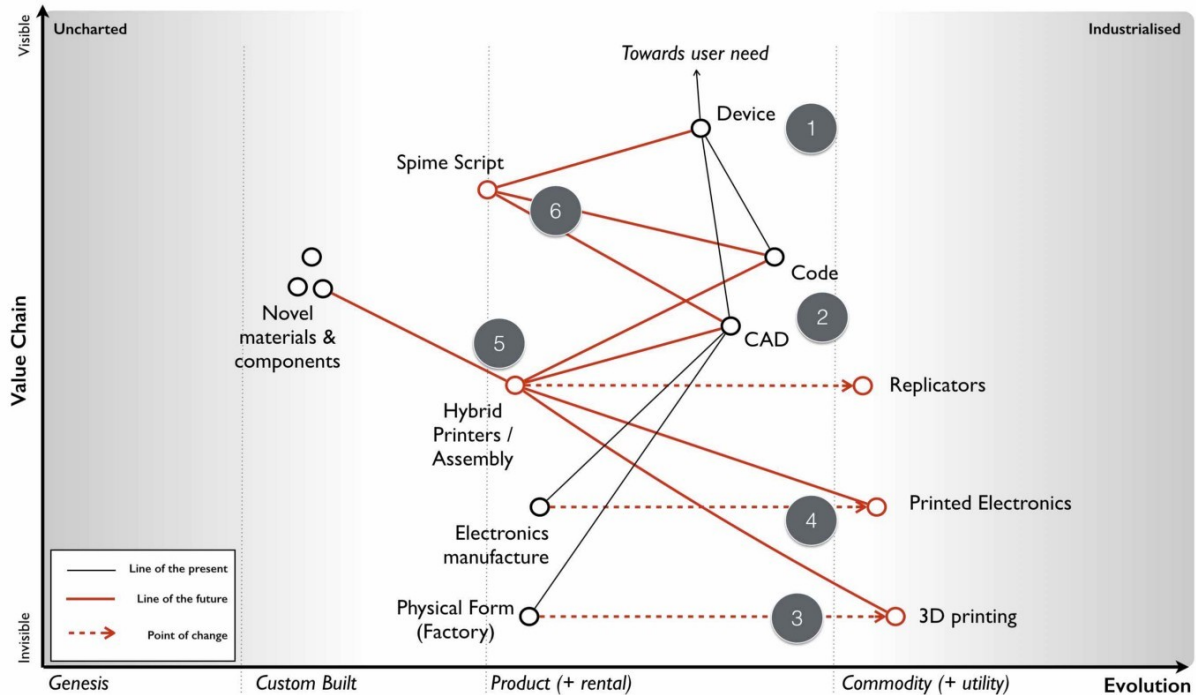 Visible
Uncharted
Industrialised
Towards user need
Device
1
Spime Script
6
Code
Novel
materials &
components
2
CAD
5
Value Chain
Replicators
Hybrid
Printers /
Assembly
Printed Electronics
4
Electronics
manufacture
Line of the present
Line of the future
Point of change
Physical Form
(Factory)
3
3D printing
Invisible
Genesis
Custom Built
Product (+ rental)
Commodity (+ utility)
Evolution